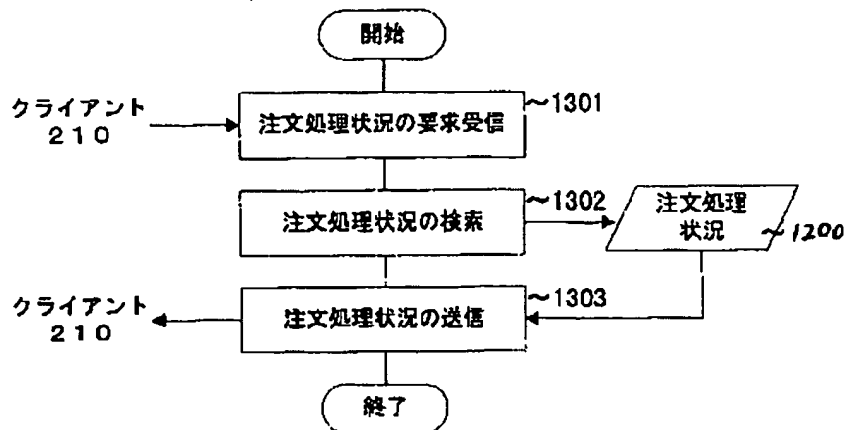 開始
クライアント
210
注文処理状況の要求受信
~1301
注文処理状況の検索
~1302
注文処理
状況
~1200
クライアント
210
注文処理状況の送信
~1303
終了